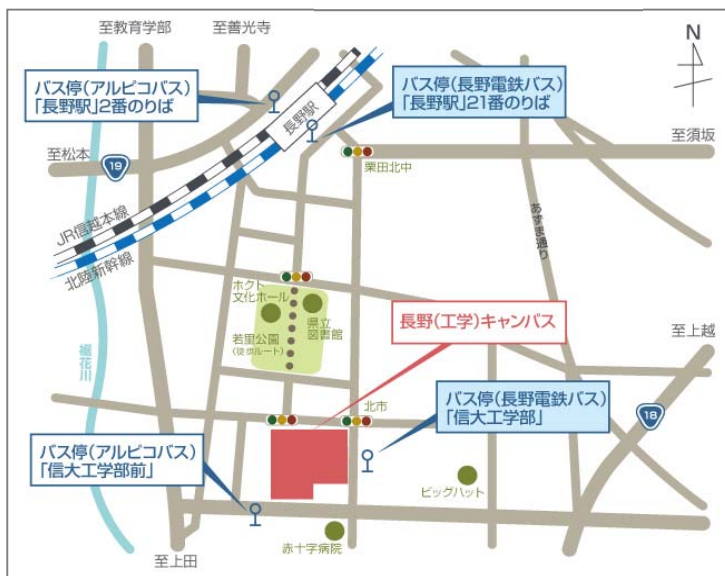 至教育学部
至善光寺
N
バス停(アルピコバス)
「長野駅」2番のりば
バス停(長野電鉄バス)
「長野駅」21番のりば
長野駅
至須坂
至松本
19
栗田北中
JR信越本線
北陸新幹線
あずま通り
ホクト
文化ホール
県立
図書館
若里公園
(徒歩ルート)
長野(工学)キャンパス
至上越
裾花川
北市
バス停(長野電鉄バス)
「信大工学部」
18
バス停(アルピコバス)
「信大工学部前」
ビッグハット
赤十字病院
至上田